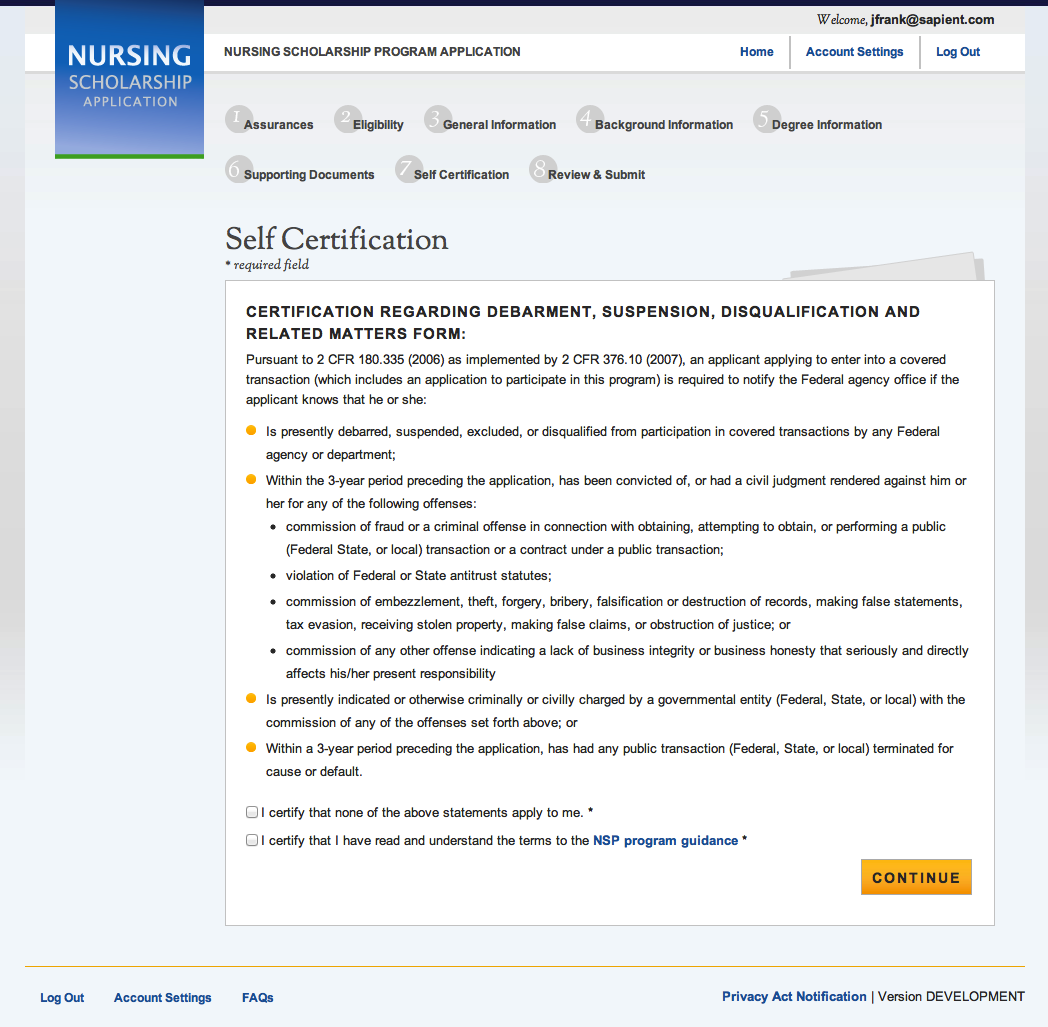 Welcome, jfrank@sapient.com
NURSING
SCHOLARSHIP
APPLICATION
NURSING SCHOLARSHIP PROGRAM APPLICATION
Home
Account Settings
Log Out
1 Assurances
2 Eligibility
3 General Information
4 Background Information
5 Degree Information
6 Supporting Documents
7 Self Certification
8 Review & Submit
Self Certification
* required field
CERTIFICATION REGARDING DEBARMENT, SUSPENSION, DISQUALIFICATION AND
RELATED MATTERS FORM:
Pursuant to 2 CFR 180.335 (2006) as implemented by 2 CFR 376.10 (2007), an applicant applying to enter into a covered
transaction (which includes an application to participate in this program) is required to notify the Federal agency office if the
applicant knows that he or she:
Is presently debarred, suspended, excluded, or disqualified from participation in covered transactions by any Federal
agency or department;
Within the 3-year period preceding the application, has been convicted of, or had a civil judgment rendered against him or
her for any of the following offenses:
• commission of fraud or a criminal offense in connection with obtaining, attempting to obtain, or performing a public
(Federal State, or local) transaction or a contract under a public transaction;
• violation of Federal or State antitrust statutes;
• commission of embezzlement, theft, forgery, bribery, falsification or destruction of records, making false statements,
tax evasion, receiving stolen property, making false claims, or obstruction of justice; or
• commission of any other offense indicating a lack of business integrity or business honesty that seriously and directly
affects his/her present responsibility
Is presently indicated or otherwise criminally or civilly charged by a governmental entity (Federal, State, or local) with the
commission of any of the offenses set forth above; or
Within a 3-year period preceding the application, has had any public transaction (Federal, State, or local) terminated for
cause or default.
I certify that none of the above statements apply to me. *
I certify that I have read and understand the terms to the NSP program guidance *
CONTINUE
Log Out
Account Settings
FAQs
Privacy Act Notification | Version DEVELOPMENT